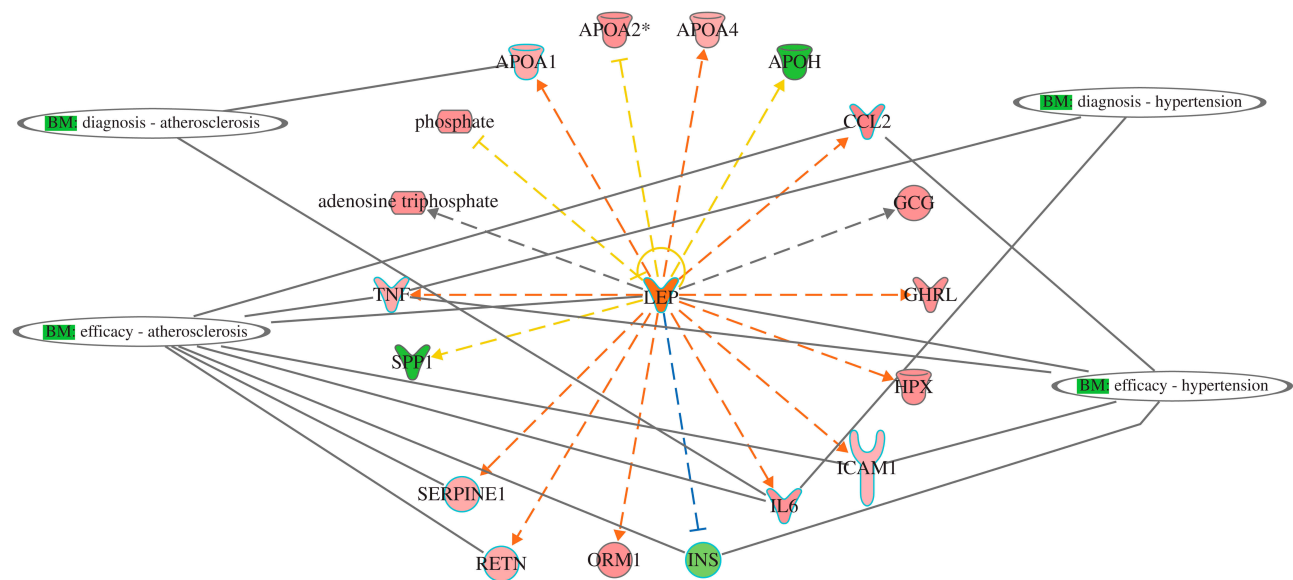 APOA2*
APOA4
APOA1
APOH
BM: diagnosis - atherosclerosis
phosphate
CCL2
BM: diagnosis - hypertension
adenosine triphosphate
GCG
TNF
LEP
GHRL
BM: efficacy - atherosclerosis
SPP1
HPX
BM: efficacy - hypertension
ICAM1
SERPINE1
IL6
RETN
ORM1
INS